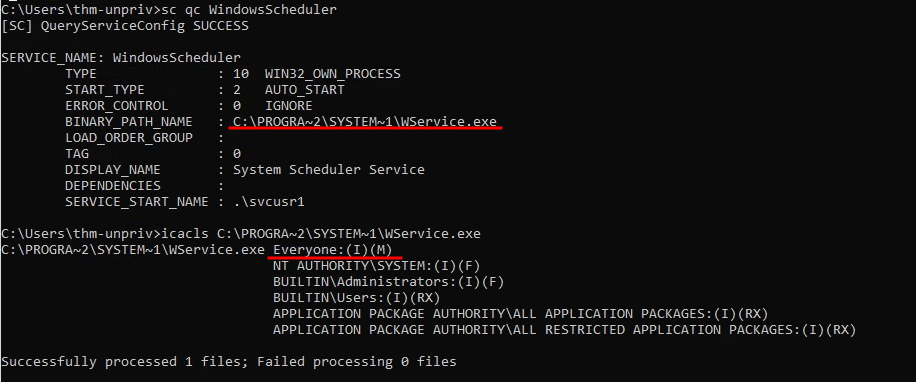 C:\Users\thm-unpriv>sc qc WindowsScheduler
[SC] QueryServiceConfig SUCCESS
SERVICE_NAME: WindowsScheduler
        TYPE               : 10  WIN32_OWN_PROCESS
        START_TYPE         : 2   AUTO_START
        ERROR_CONTROL      : 0   IGNORE
        BINARY_PATH_NAME   : C:\PROGRA~2\SYSTEM~1\WService.exe
        LOAD_ORDER_GROUP   :
        TAG                : 0
        DISPLAY_NAME       : System Scheduler Service
        DEPENDENCIES       :
        SERVICE_START_NAME : .\svcusr1
C:\Users\thm-unpriv>icacls C:\PROGRA~2\SYSTEM~1\WService.exe
C:\PROGRA~2\SYSTEM~1\WService.exe Everyone:(I)(M)
                                  NT AUTHORITY\SYSTEM:(I)(F)
                                  BUILTIN\Administrators:(I)(F)
                                  BUILTIN\Users:(I)(RX)
                                  APPLICATION PACKAGE AUTHORITY\ALL APPLICATION PACKAGES:(I)(RX)
                                  APPLICATION PACKAGE AUTHORITY\ALL RESTRICTED APPLICATION PACKAGES:(I)(RX)
Successfully processed 1 files; Failed processing 0 files